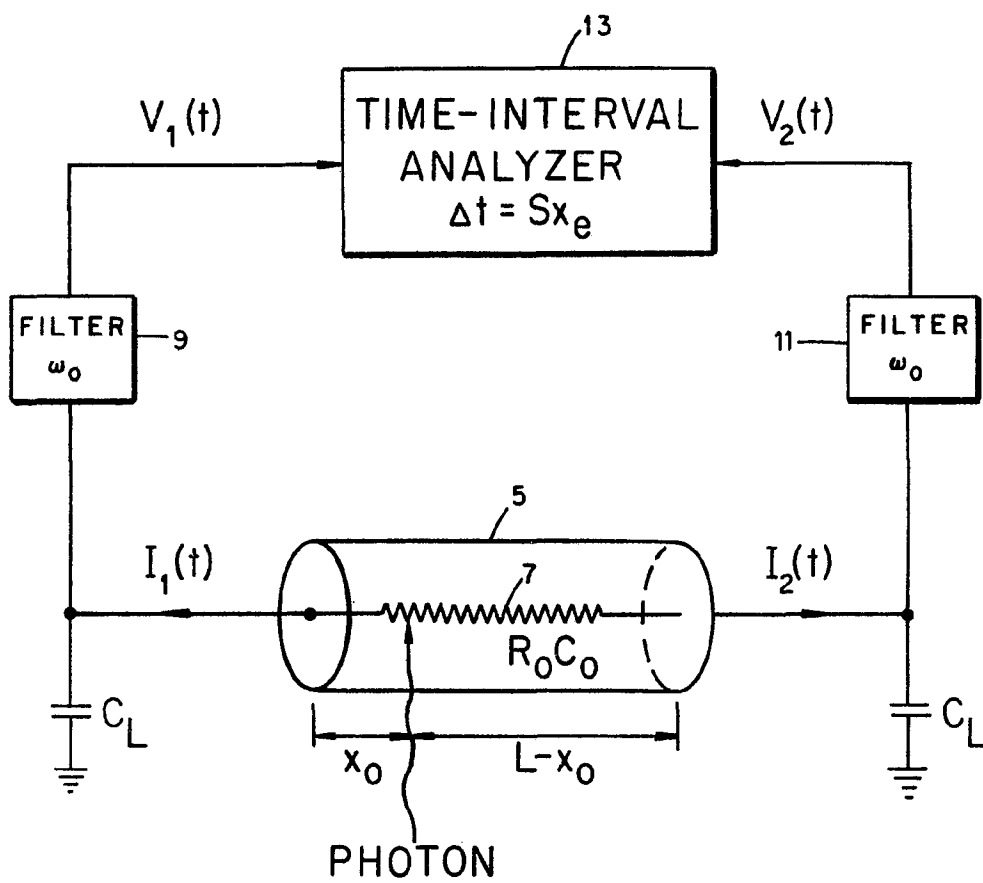 13
V₁(t)
TIME-INTERVAL
ANALYZER
Δt = Sxₑ
V₂(t)
FILTER
ω₀
9
11
FILTER
ω₀
5
I₁(t)
7
I₂(t)
R₀C₀
C_L
C_L
x₀
L-x₀
PHOTON